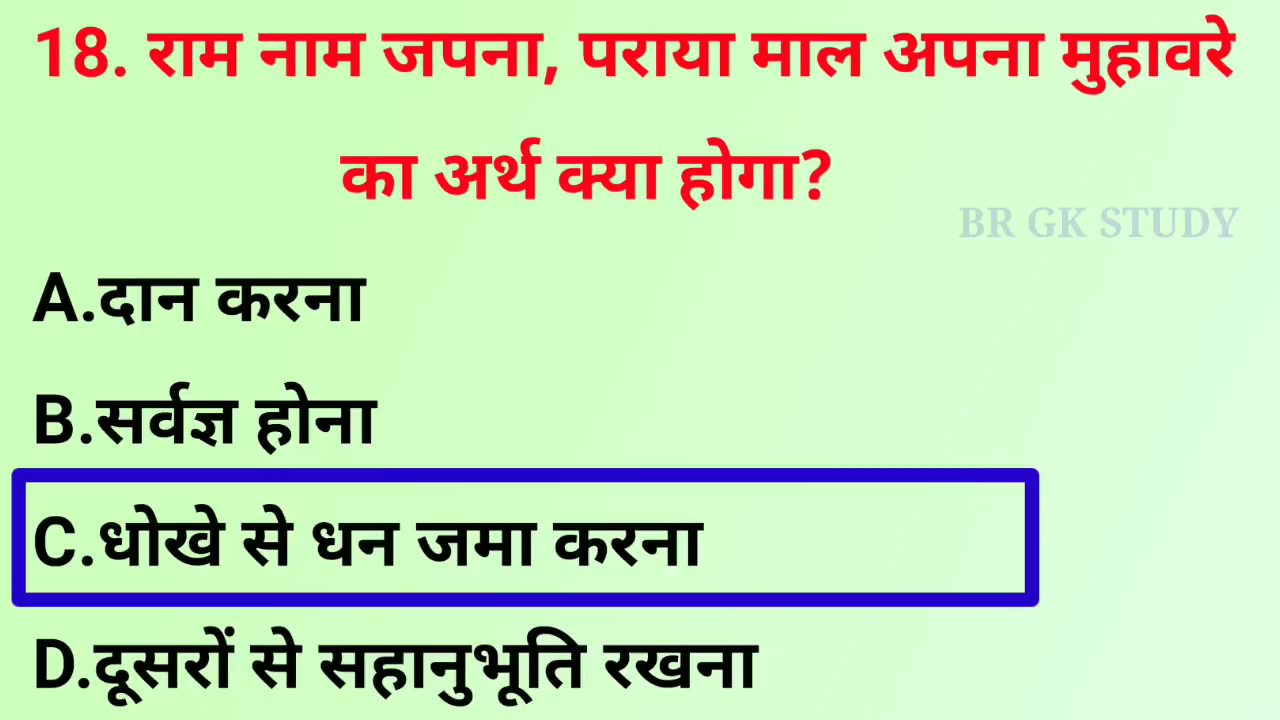 18. राम नाम जपना, पराया माल अपना मुहावरे
का अर्थ क्या होगा?
BR GK STUDY
A.दान करना
B.सर्वज्ञ होना
C.धोखे से धन जमा करना
D.दूसरों से सहानुभूति रखना